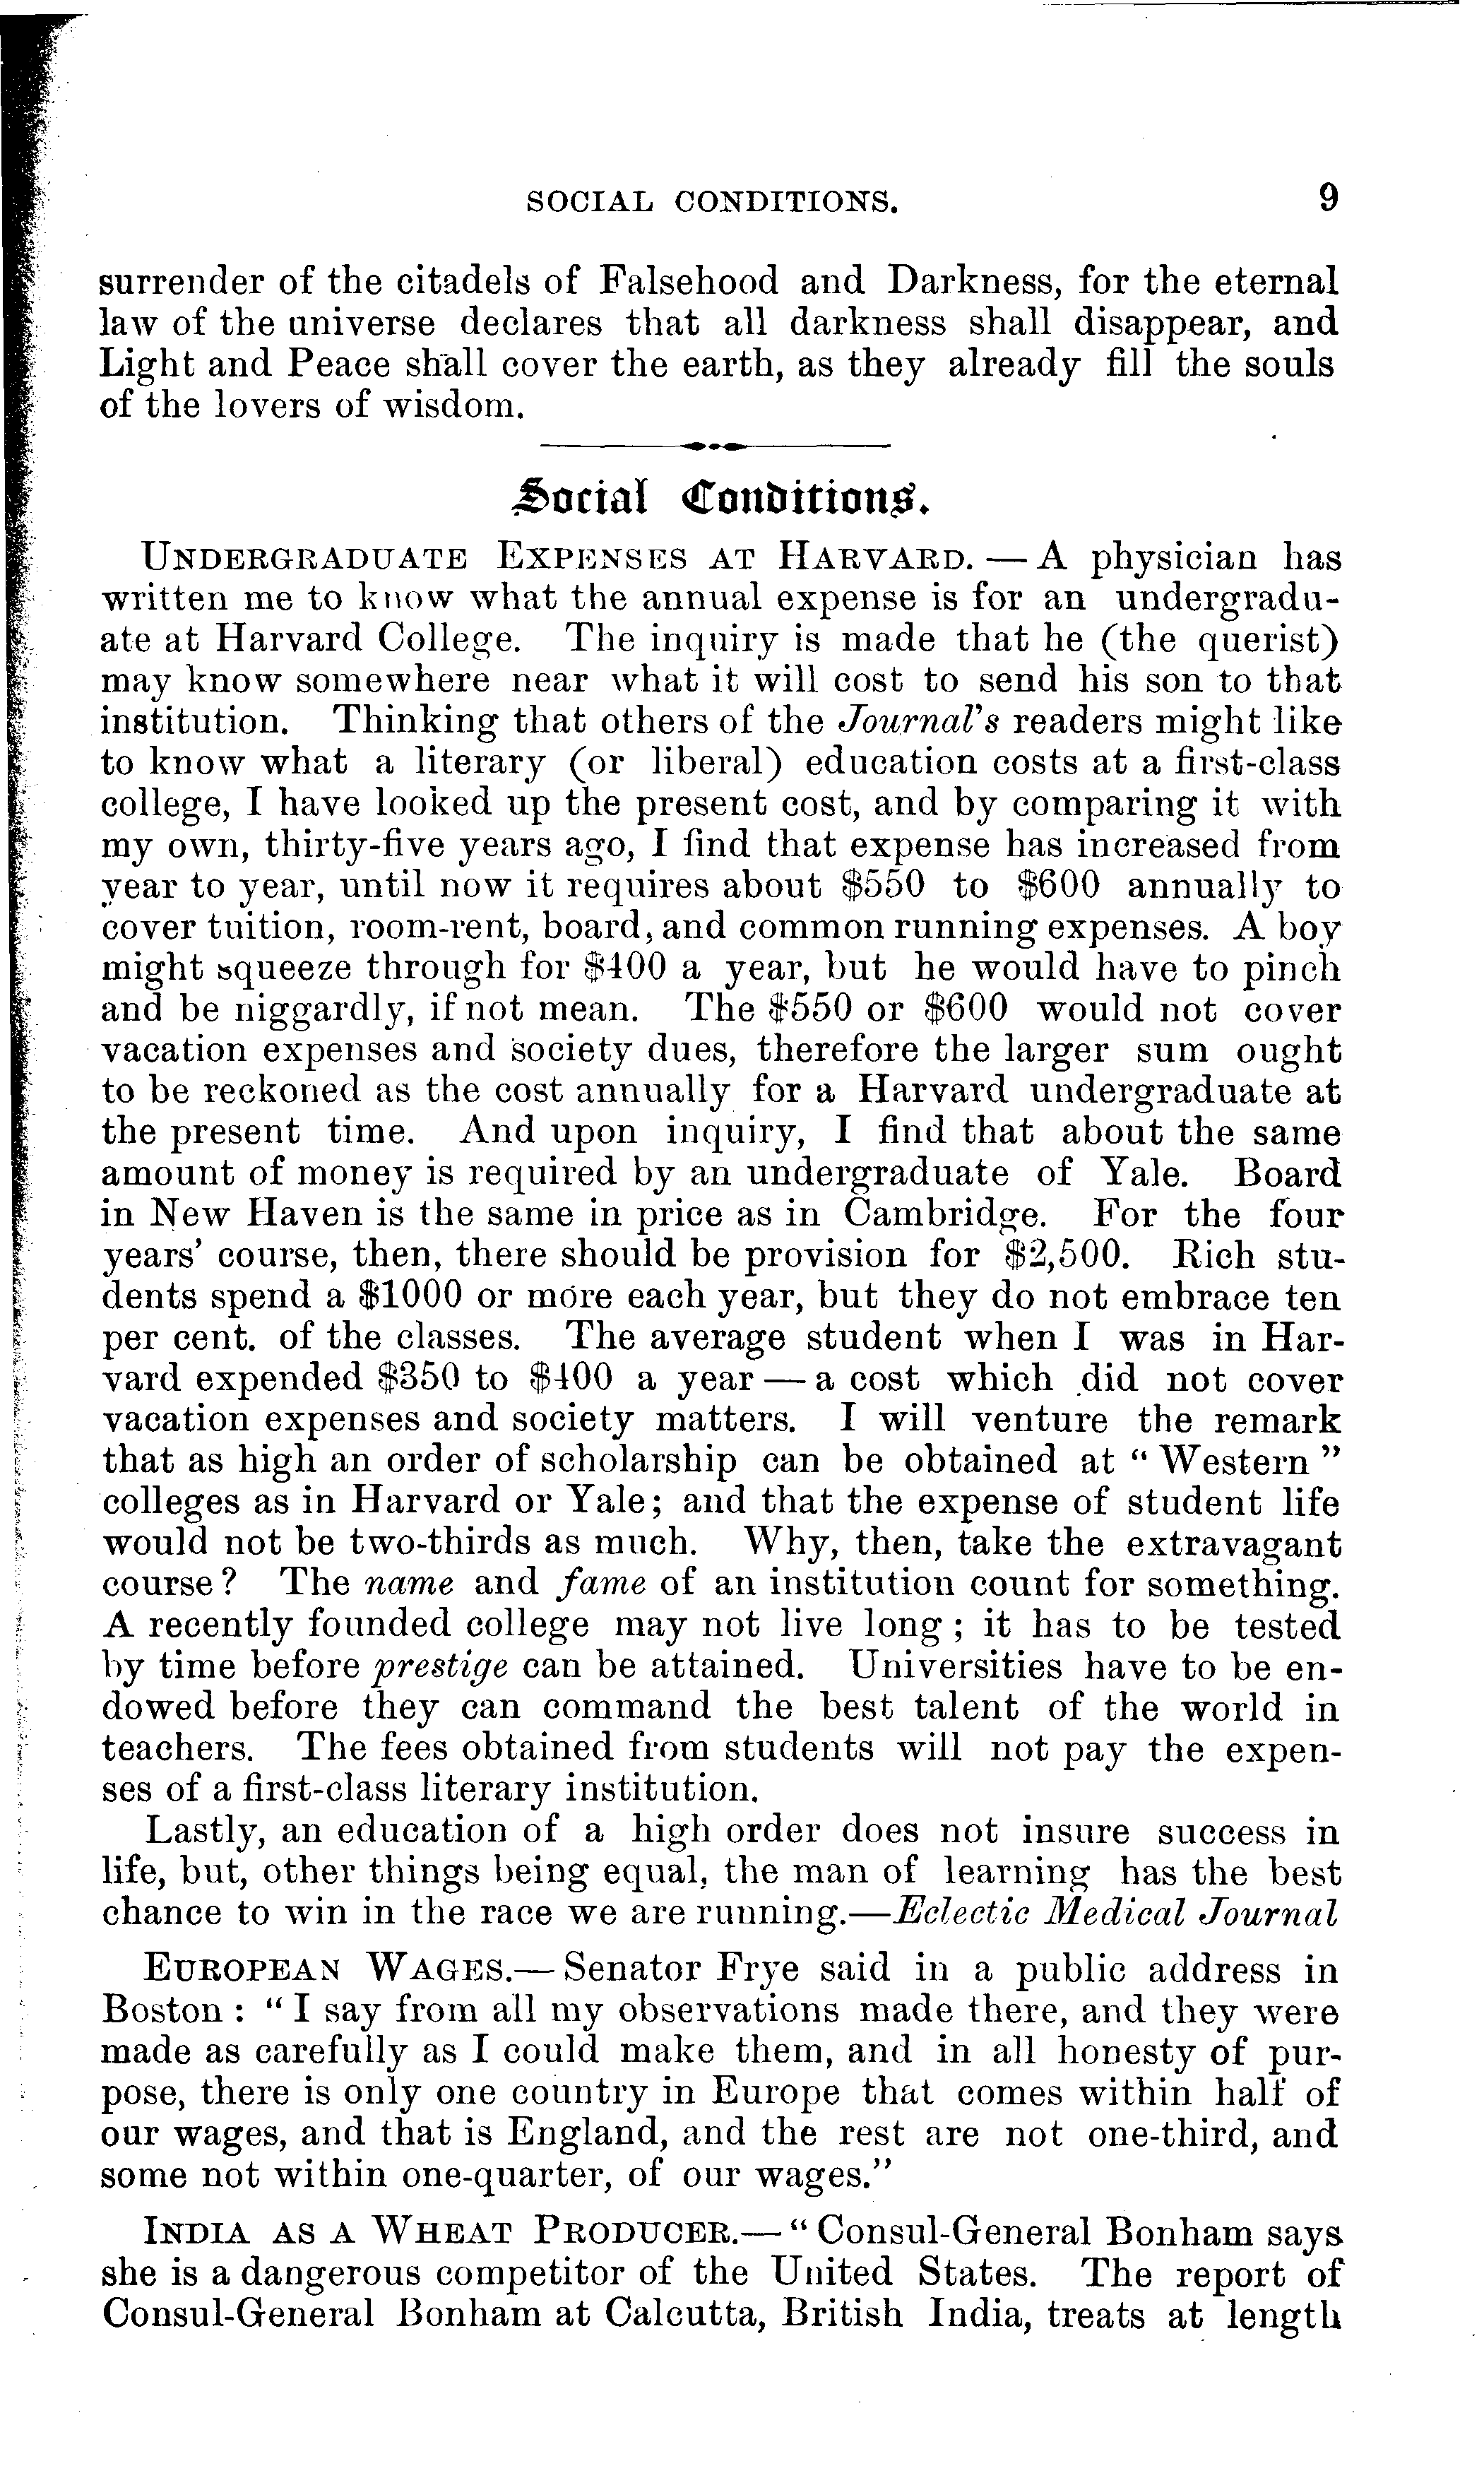 SOCIAL CONDITIONS. 9
surrender of the citadels of Falsehood and Darkness, for the eternal
law of the universe declares that all darkness shall disappear, and
Light and Peace shall cover the earth, as they already fill the souls
of the lovers of wisdom.
Social Conditions.
UNDERGRADUATE EXPENSES AT HARVARD. — A physician has
written me to know what the annual expense is for an undergradu-
ate at Harvard College. The inquiry is made that he (the querist)
may know somewhere near what it will cost to send his son to that
institution. Thinking that others of the Journal's readers might like
to know what a literary (or liberal) education costs at a first-class
college, I have looked up the present cost, and by comparing it with
my own, thirty-five years ago, I find that expense has increased from
year to year, until now it requires about $550 to $600 annually to
cover tuition, room-rent, board, and common running expenses. A boy
might squeeze through for $400 a year, but he would have to pinch
and be niggardly, if not mean. The $550 or $600 would not cover
vacation expenses and society dues, therefore the larger sum ought
to be reckoned as the cost annually for a Harvard undergraduate at
the present time. And upon inquiry, I find that about the same
amount of money is required by an undergraduate of Yale. Board
in New Haven is the same in price as in Cambridge. For the four
years' course, then, there should be provision for $2,500. Rich stu-
dents spend a $1000 or more each year, but they do not embrace ten
per cent. of the classes. The average student when I was in Har-
vard expended $350 to $400 a year — a cost which did not cover
vacation expenses and society matters. I will venture the remark
that as high an order of scholarship can be obtained at "Western"
colleges as in Harvard or Yale; and that the expense of student life
would not be two-thirds as much. Why, then, take the extravagant
course? The name and fame of an institution count for something.
A recently founded college may not live long; it has to be tested
by time before prestige can be attained. Universities have to be en-
dowed before they can command the best talent of the world in
teachers. The fees obtained from students will not pay the expen-
ses of a first-class literary institution.
Lastly, an education of a high order does not insure success in
life, but, other things being equal, the man of learning has the best
chance to win in the race we are running.—Eclectic Medical Journal
EUROPEAN WAGES.— Senator Frye said in a public address in
Boston: "I say from all my observations made there, and they were
made as carefully as I could make them, and in all honesty of pur-
pose, there is only one country in Europe that comes within half of
our wages, and that is England, and the rest are not one-third, and
some not within one-quarter, of our wages."
INDIA AS A WHEAT PRODUCER.— "Consul-General Bonham says
she is a dangerous competitor of the United States. The report of
Consul-General Bonham at Calcutta, British India, treats at length